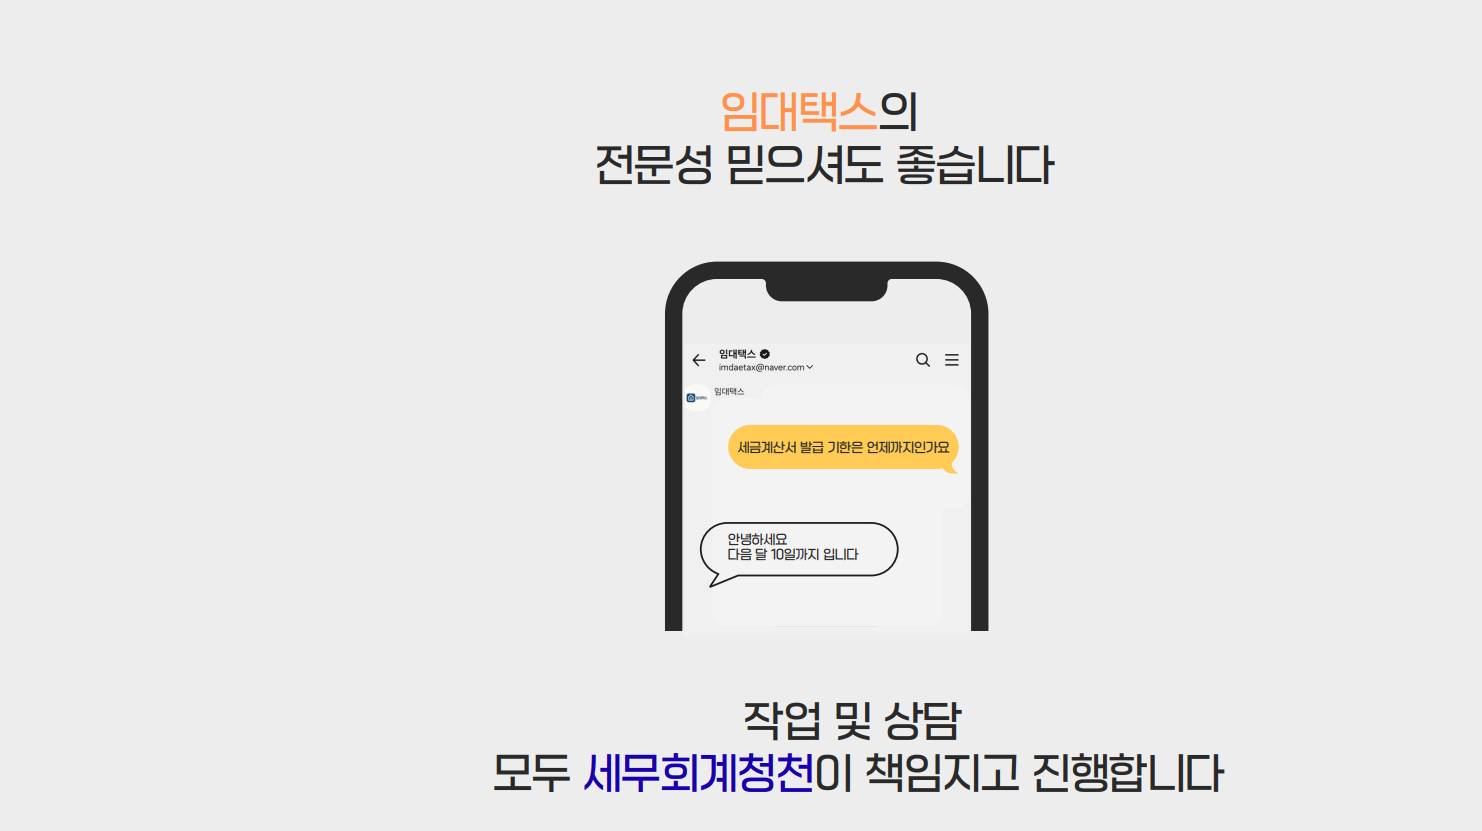 임대택스의
전문성 믿으셔도 좋습니다
임대택스
imdaetax@naver.com
임대택스
세금계산서 발급 기한은 언제까지인가요
안녕하세요
다음 달 10일까지 입니다
작업 및 상담
모두 세무회계청천이 책임지고 진행합니다